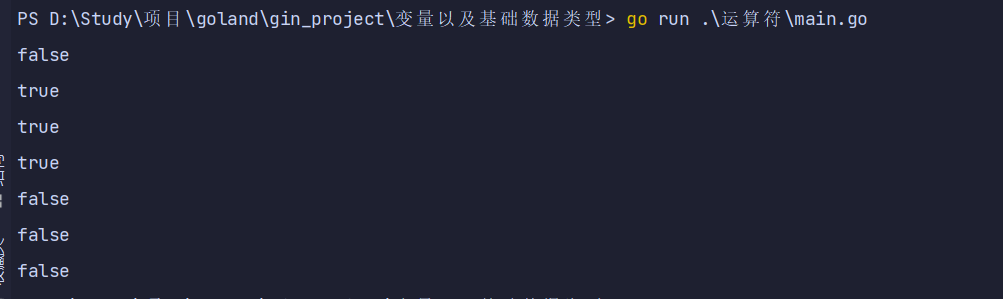 PS D:\Study\项目\goland\gin_project\变量以及基础数据类型> go run .\运算符\main.go
false
true
true
true
false
false
false